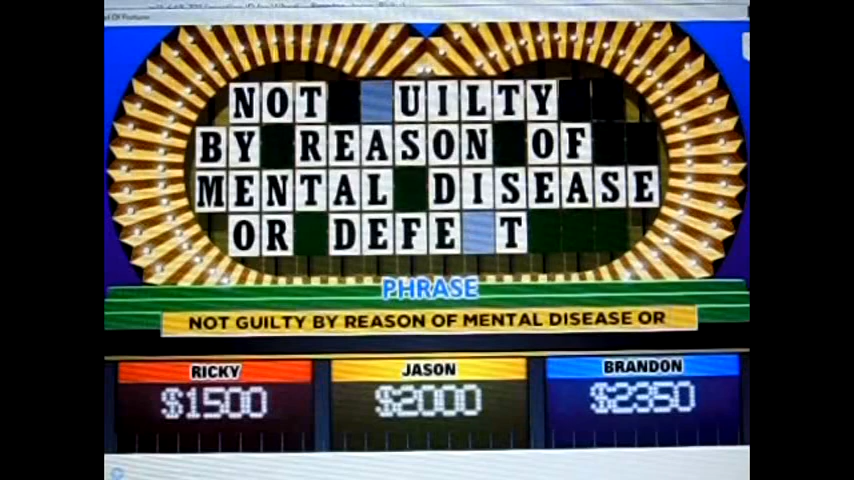 NOT UILTY
BY REASON OF
MENTAL DISEASE
OR DEFE T
PHRASE
NOT GUILTY BY REASON OF MENTAL DISEASE OR
RICKY
JASON
BRANDON
$1500
$2000
$2350